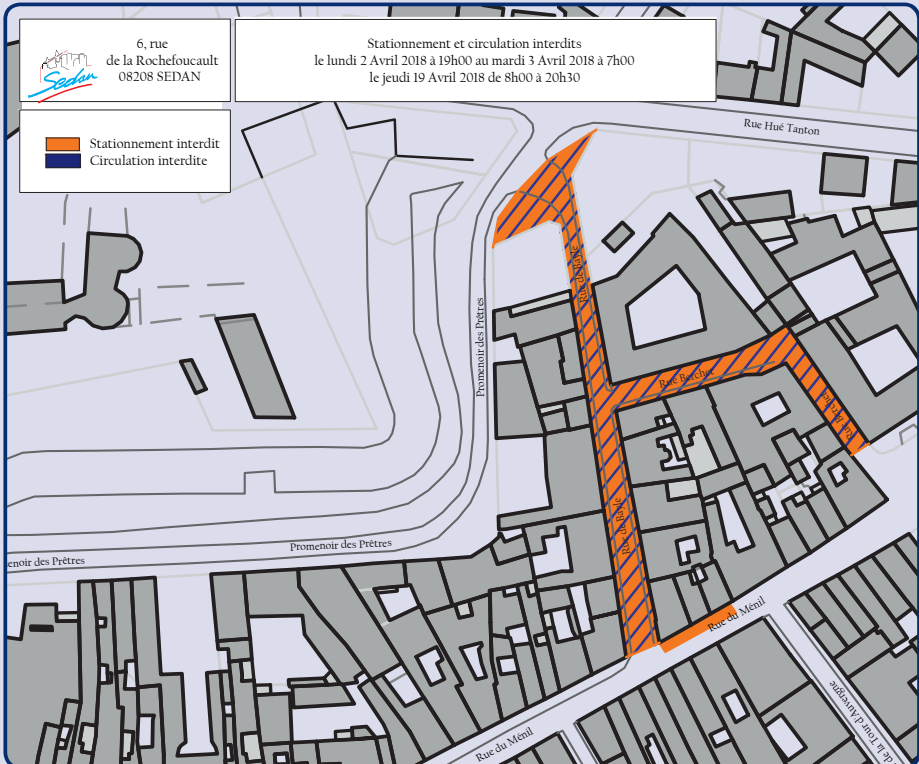 Sedan
6, rue
de la Rochefoucault
08208 SEDAN
Stationnement et circulation interdits
le lundi 2 Avril 2018 à 19h00 au mardi 3 Avril 2018 à 7h00
le jeudi 19 Avril 2018 de 8h00 à 20h30
Stationnement interdit
Circulation interdite
Rue Hué Tanton
Promenoir des Prêtres
Rue Berchet
Rue Berchet
Rue du Ménil
Promenoir des Prêtres
enoir des Prêtres
Rue du Ménil
de la Tour d'Auvergne